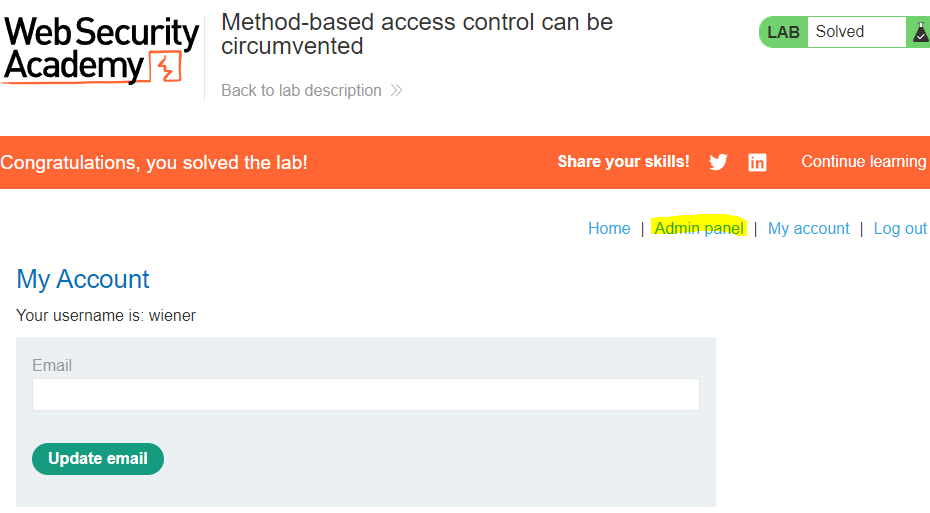 Web Security
Academy
Method-based access control can be
circumvented
Back to lab description
LAB Solved
Congratulations, you solved the lab!
Share your skills!
Continue learning
Home | Admin panel | My account | Log out
My Account
Your username is: wiener
Email
Update email